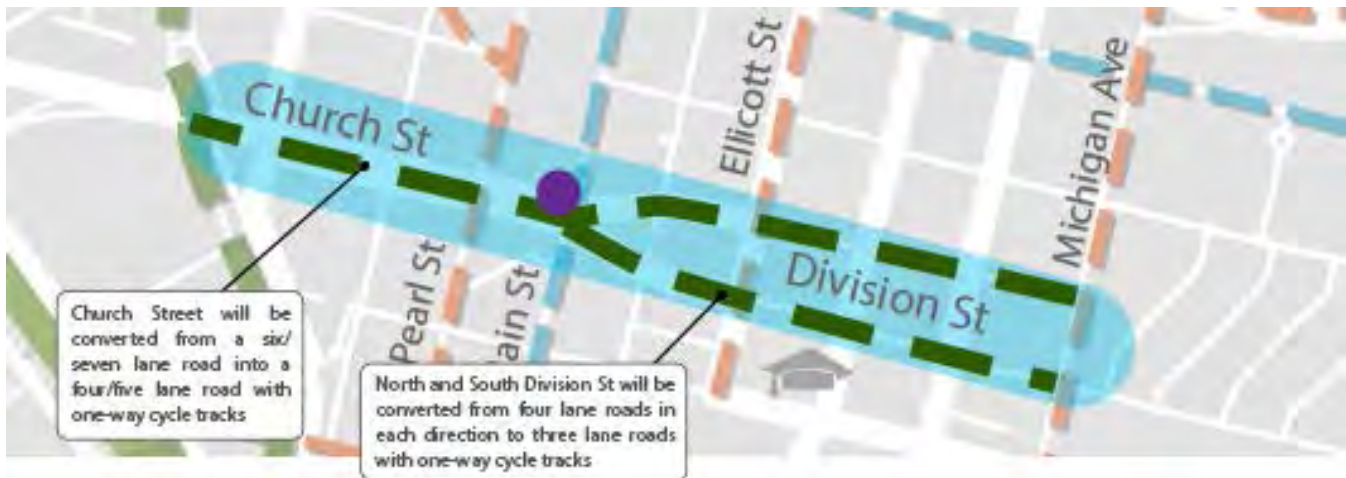 Church St
Ellicott St
Michigan Ave
Division St
Pearl St
ain St
Church Street will be
converted from a six/
seven lane road into a
four/five lane road with
one-way cycle tracks
North and South Division St will be
converted from four lane roads in
each direction to three lane roads
with one-way cycle tracks